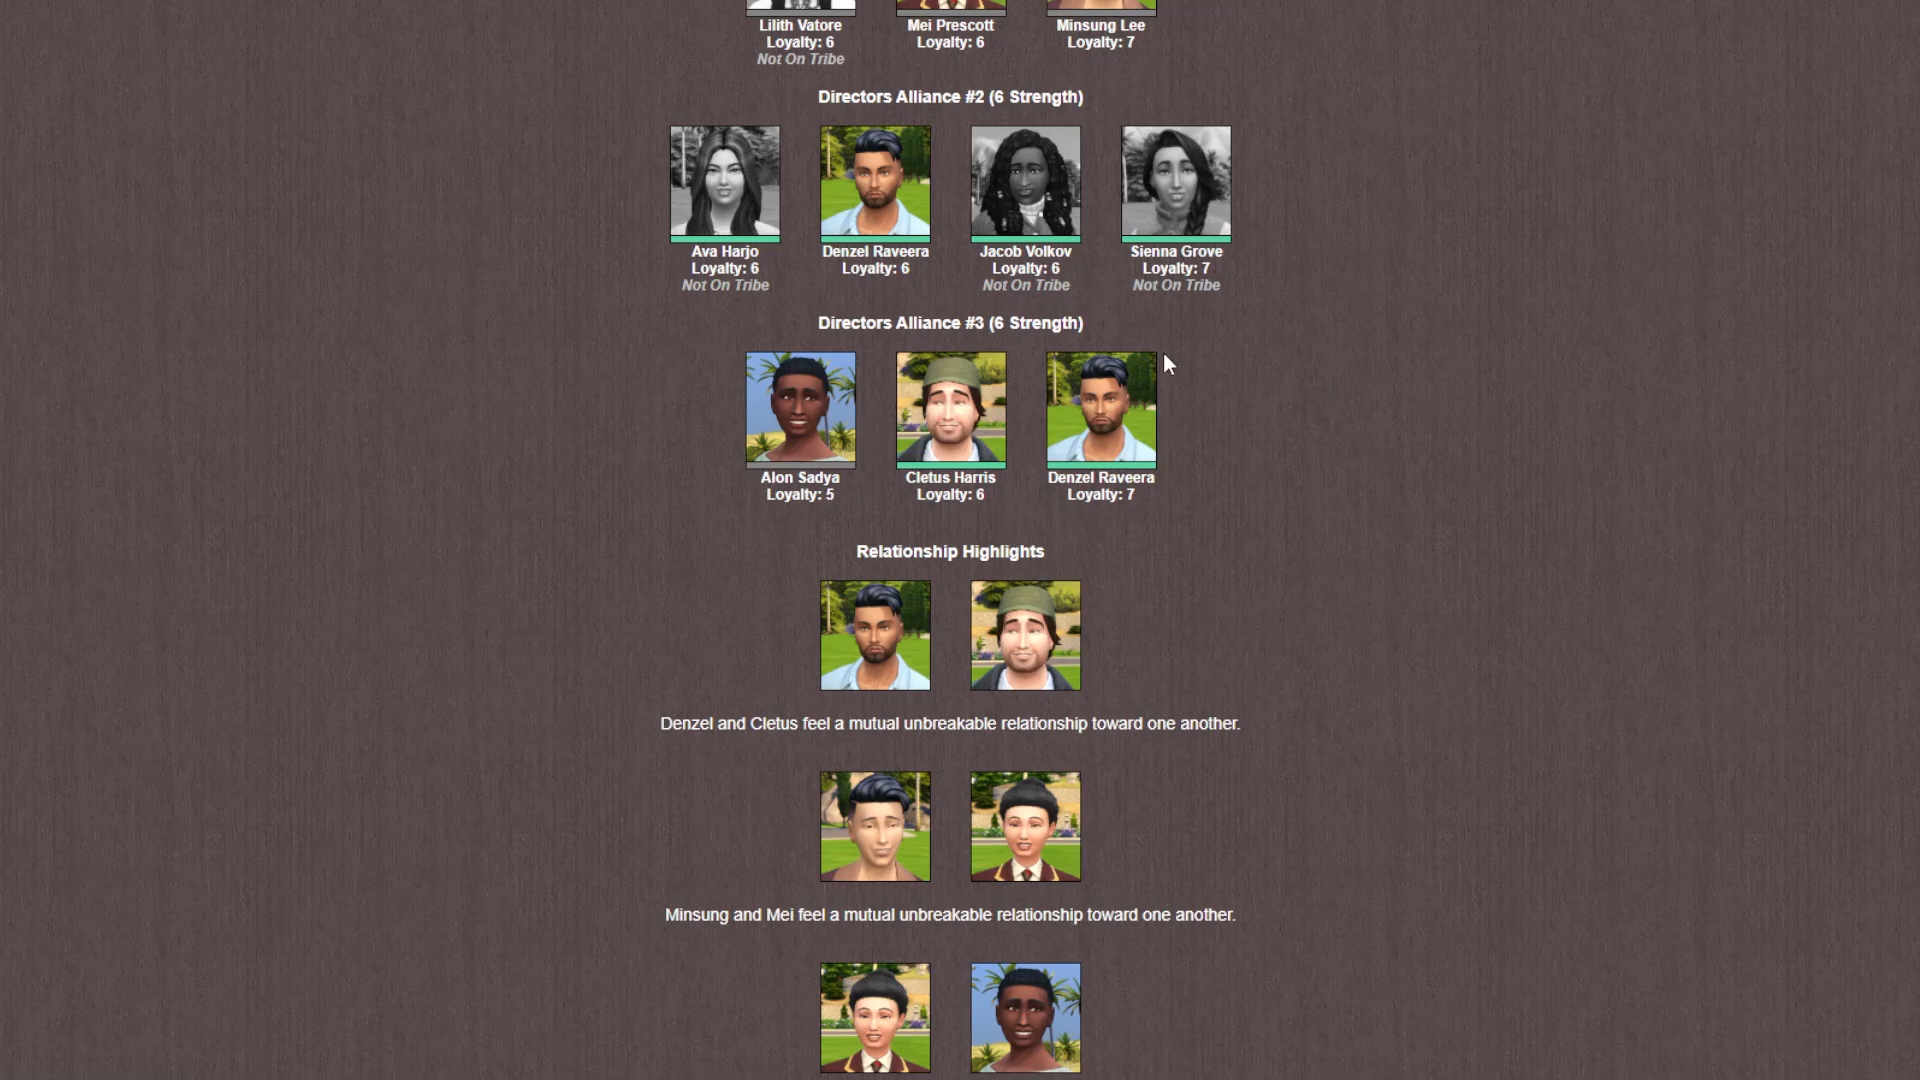 Lilith Vatore
Loyalty: 6
Not On Tribe
Mei Prescott
Loyalty: 6
Minsung Lee
Loyalty: 7
Directors Alliance #2 (6 Strength)
Ava Harjo
Loyalty: 6
Not On Tribe
Denzel Raveera
Loyalty: 6
Jacob Volkov
Loyalty: 6
Not On Tribe
Sienna Grove
Loyalty: 7
Not On Tribe
Directors Alliance #3 (6 Strength)
Alon Sadya
Loyalty: 5
Cletus Harris
Loyalty: 6
Denzel Raveera
Loyalty: 7
Relationship Highlights
Denzel and Cletus feel a mutual unbreakable relationship toward one another.
Minsung and Mei feel a mutual unbreakable relationship toward one another.